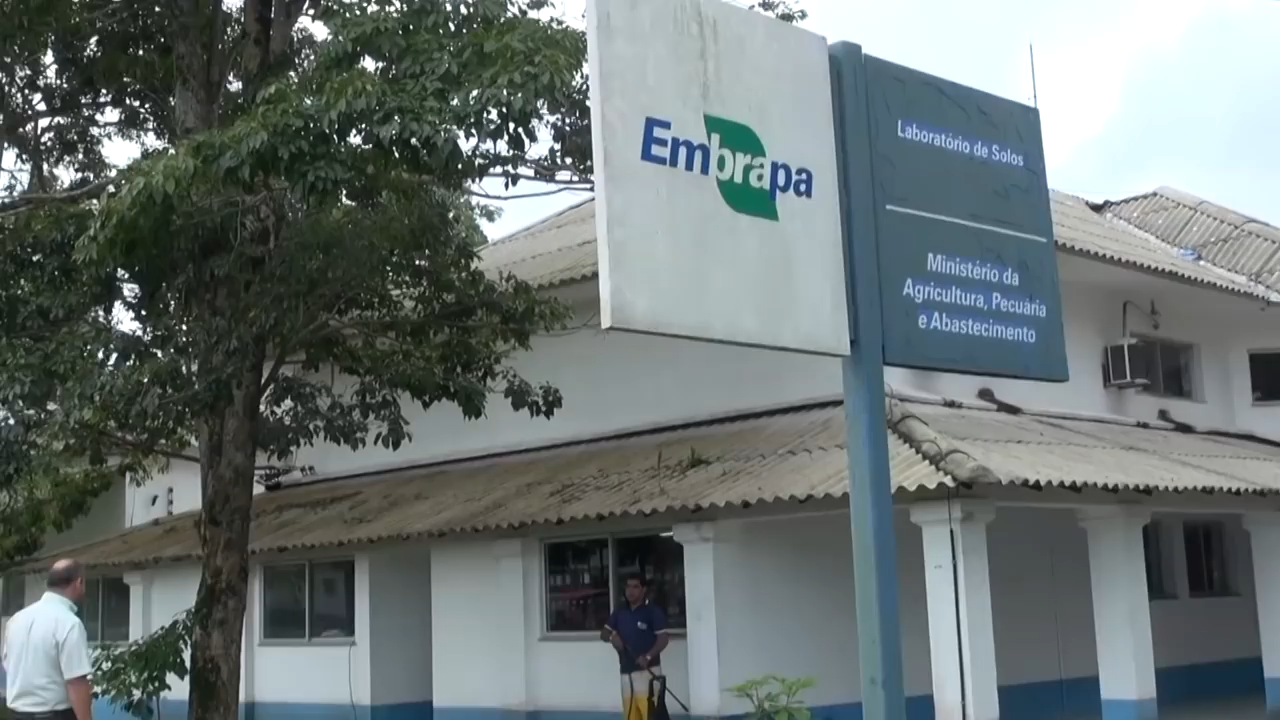 Embrapa
Laboratório de Solos
Ministério da
Agricultura, Pecuária
e Abastecimento